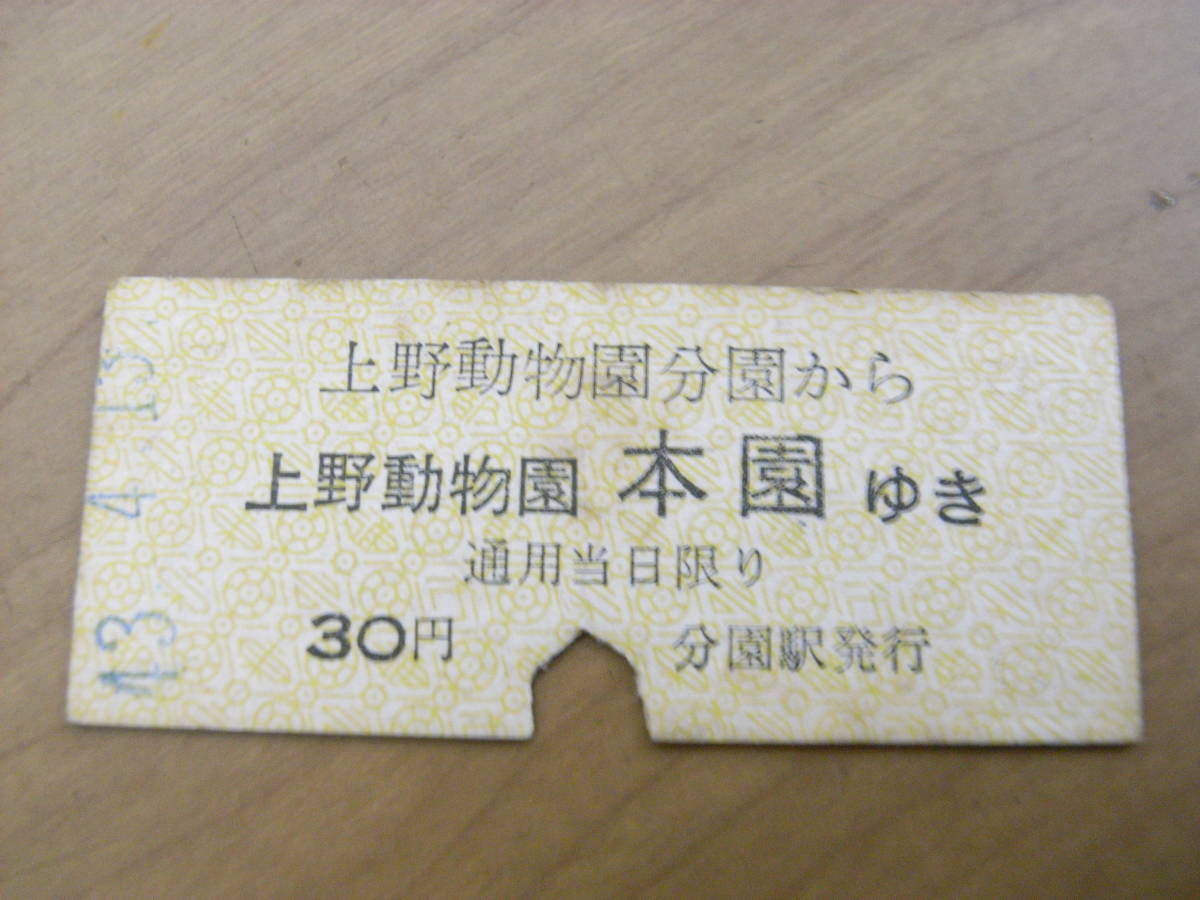 上野動物園分園から
上野動物園 本園 ゆき
通用当日限り
30円 分園駅発行
43 4.13